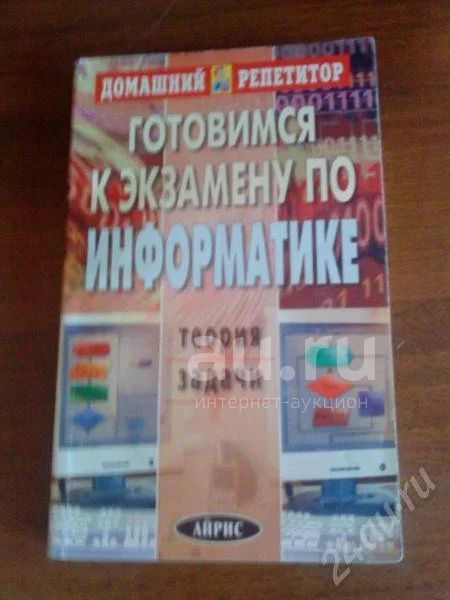 ДОМАШНИЙ РЕПЕТИТОР
ГОТОВИМСЯ
К ЭКЗАМЕНУ ПО
ИНФОРМАТИКЕ
теория
задачи
au.ru
интернет-аукцион
АЙРИС
24au.ru